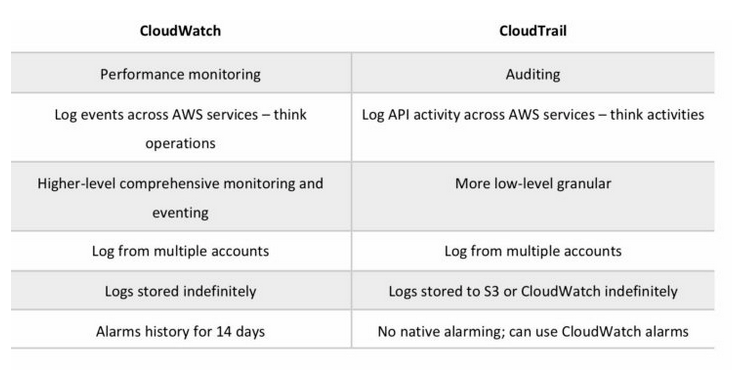 CloudWatch
CloudTrail
Performance monitoring
Auditing
Log events across AWS services – think
operations
Log API activity across AWS services – think activities
Higher-level comprehensive monitoring and
eventing
More low-level granular
Log from multiple accounts
Log from multiple accounts
Logs stored indefinitely
Logs stored to S3 or CloudWatch indefinitely
Alarms history for 14 days
No native alarming; can use CloudWatch alarms